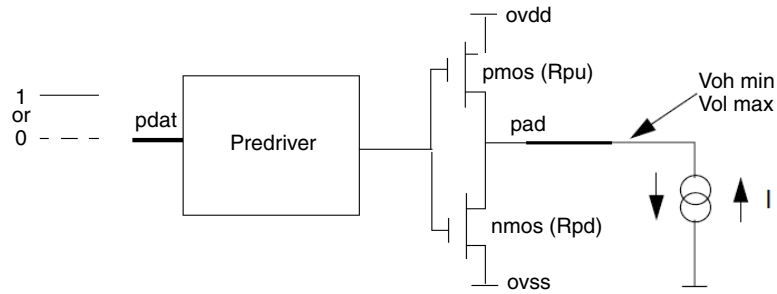 ovdd
pmos (Rpu)
Voh min
Vol max
1
or
0
pdat
Predriver
pad
I
nmos (Rpd)
ovss